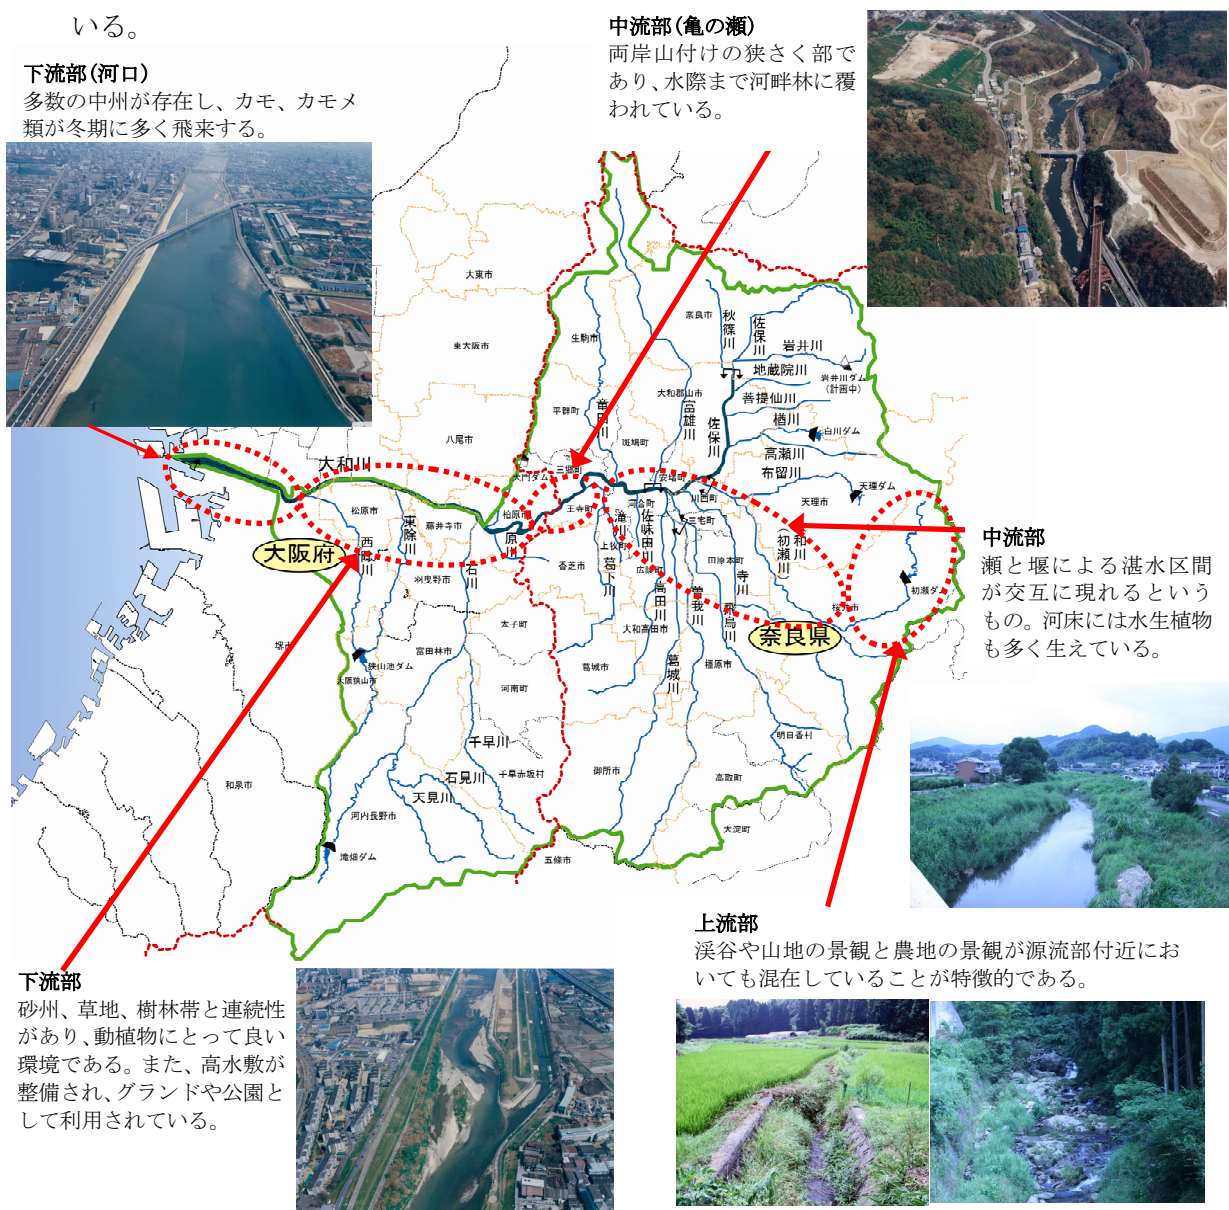 いる。
下流部(河口)
多数の中州が存在し、カモ、カモメ
類が冬期に多く飛来する。
中流部(亀の瀬)
両岸山付けの狭さく部で
あり、水際まで河畔林に覆
われている。
大東市
東大阪市
八尾市
生駒市
平群町
奈良市
秋篠川
佐保川
岩井川
地蔵院川
岩井川ダム
(計画中)
大和郡山市
菩提仙川
楢川
白川ダム
竜田川
斑鳩町
富雄川
佐保川
高瀬川
布留川
天理ダム
天理市
大和川
大門ダム
三郷町
安堵町
川西町
三宅町
河合町
王寺町
柏原市
原川
松原市
東除川
藤井寺市
西除川
大阪府
羽曳野市
石川
上牧町
滝川
葛下川
佐味田川
広陵町
香芝市
高田川
曽我川
田原本町
寺川
飛鳥川
和川
(初瀬川)
初瀬ダ
桜井市
奈良県
太子町
大和高田市
堺市
富田林市
狭山池ダム
大阪狭山市
河南町
葛城市
葛城川
橿原市
明日香村
千早川
千早赤坂村
石見川
天見川
御所市
高取町
和泉市
河内長野市
大淀町
滝畑ダム
五條市
中流部
瀬と堰による湛水区間
が交互に現れるという
もの。河床には水生植物
も多く生えている。
上流部
渓谷や山地の景観と農地の景観が源流部付近にお
いても混在していることが特徴的である。
下流部
砂州、草地、樹林帯と連続性
があり、動植物にとって良い
環境である。また、高水敷が
整備され、グランドや公園と
して利用されている。